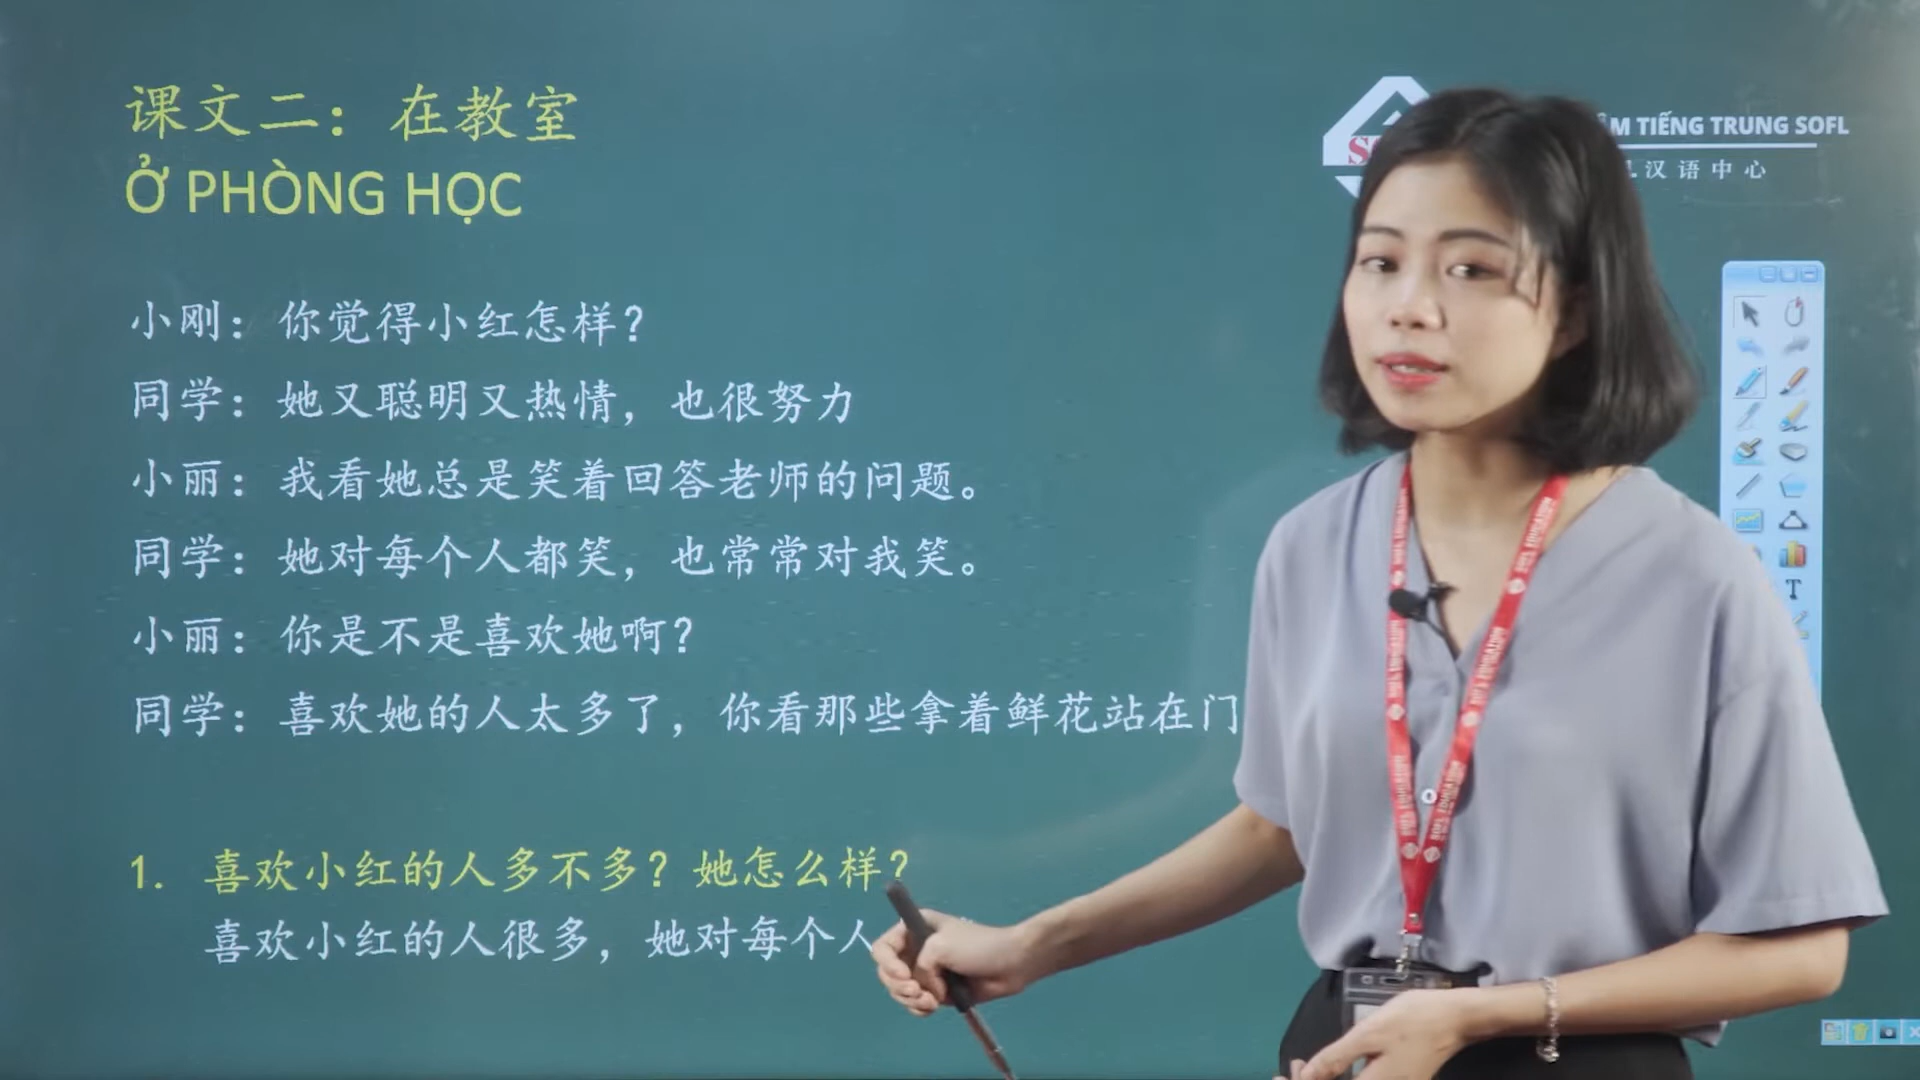 课文二：在教室
Ở PHÒNG HỌC
TIẾNG TRUNG SOFL
汉语中心
小刚：你觉得小红怎样？
同学：她又聪明又热情，也很努力
小丽：我看她总是笑着回答老师的问题。
同学：她对每个人都笑，也常常对我笑。
小丽：你是不是喜欢她啊？
同学：喜欢她的人太多了，你看那些拿着鲜花站在门
1. 喜欢小红的人多不多？她怎么样？
喜欢小红的人很多，她对每个人
T